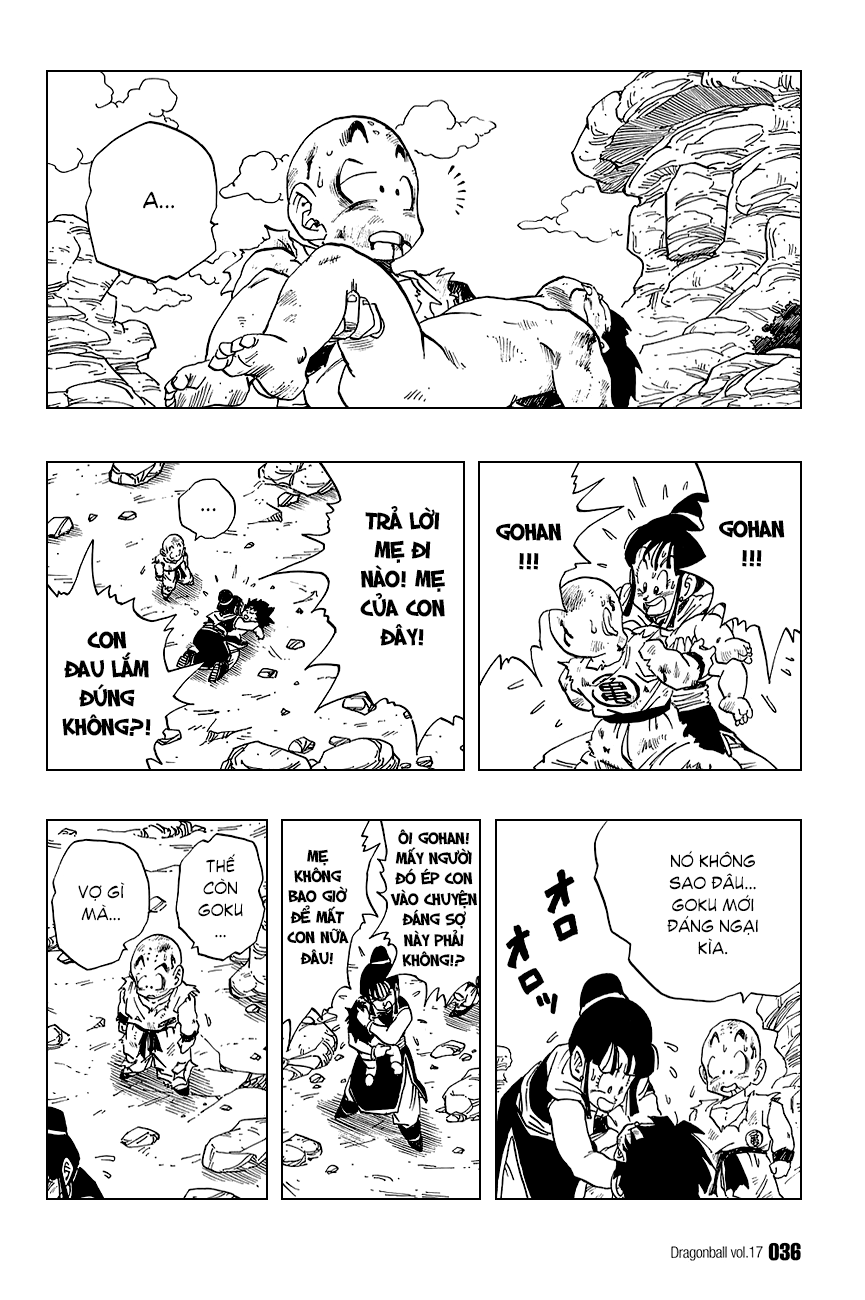 A...
GOHAN
!!!
GOHAN
!!!
TRẢ LỜI
MẸ ĐI
NÀO! MẸ
CỦA CON
ĐÂY!
...
CON
ĐAU LẮM
ĐÚNG
KHÔNG?!
NÓ KHÔNG
SAO ĐÂU...
GOKU MỚI
ĐÁNG NGẠI
KÌA.
オロ
オロッ
ÔI GOHAN!
MẤY NGƯỜI
ĐÓ ÉP CON
VÀO CHUYỆN
ĐÁNG SỢ
NÀY PHẢI
KHÔNG!?
MẸ
KHÔNG
BAO GIỜ
ĐỂ MẤT
CON NỮA
ĐÂU!
THẾ
CÒN
GOKU
...
VỢ GÌ
MÀ...
Dragonball vol.17 036